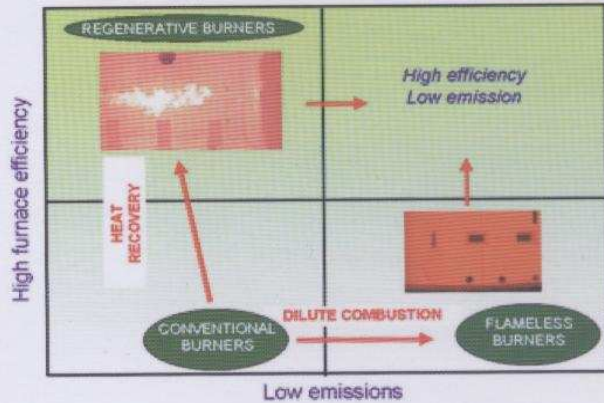 REGENERATIVE BURNERS
High efficiency
Low emission
High furnace efficiency
HEAT
RECOVERY
DILUTE COMBUSTION
CONVENTIONAL
BURNERS
FLAMELESS
BURNERS
Low emissions